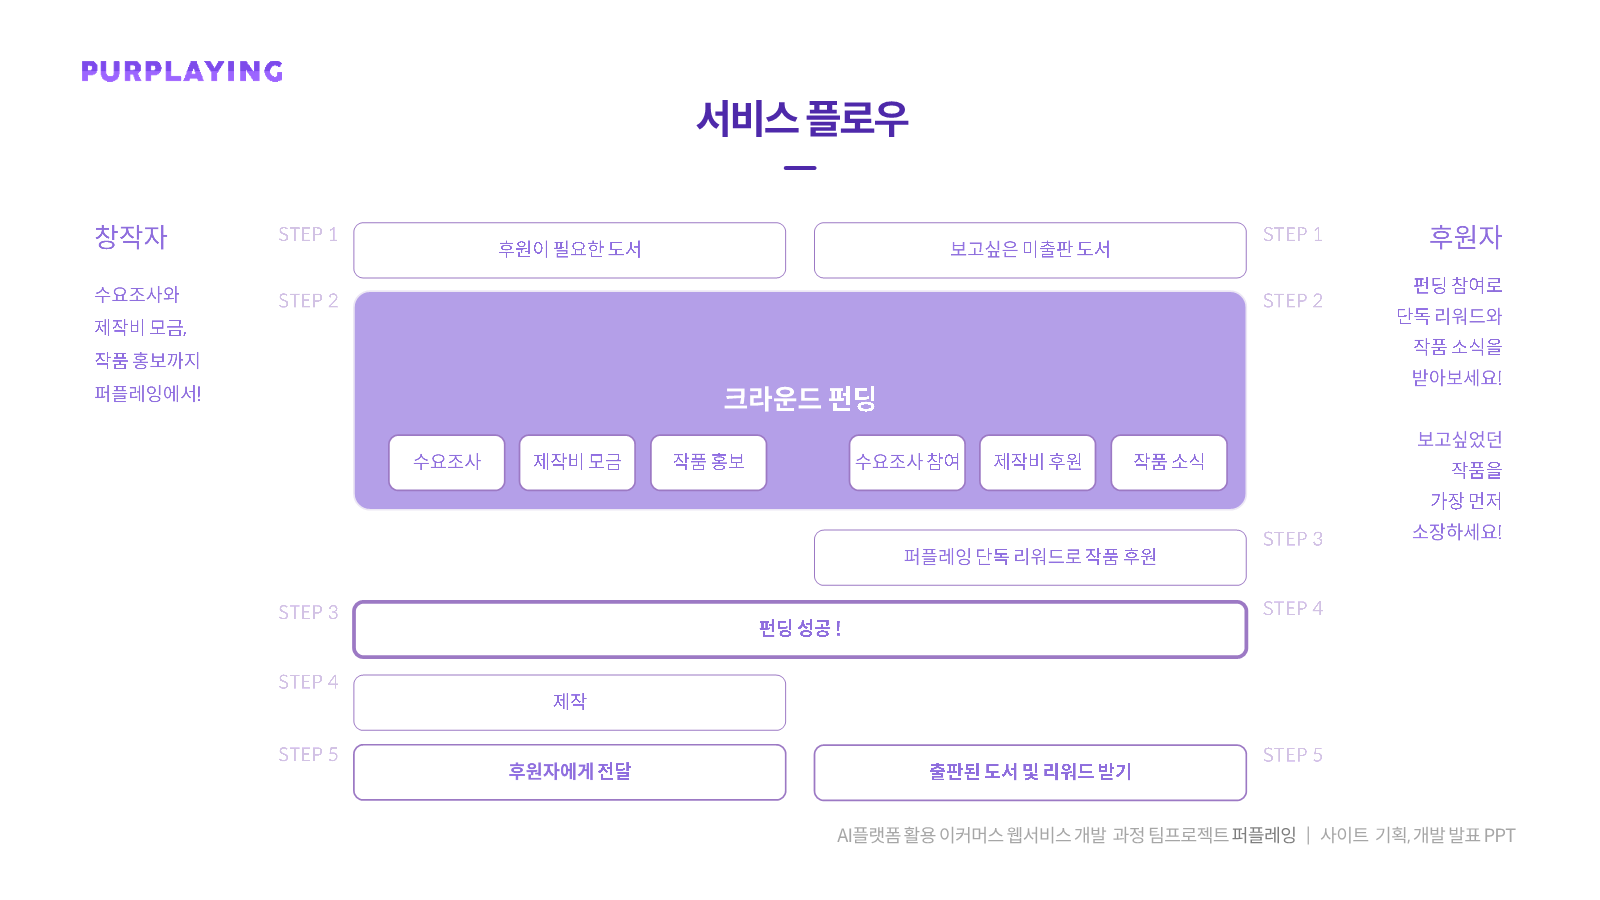 PURPLAYING
서비스 플로우
창작자
수요조사와
제작비 모금,
작품 홍보까지
퍼플레잉에서!
STEP 1
후원이 필요한 도서
보고싶은 미출판 도서
STEP 1
후원자
펀딩 참여로
단독 리워드와
작품 소식을
받아보세요!
보고싶었던
작품을
가장 먼저
소장하세요!
STEP 2
STEP 2
크라운드 펀딩
수요조사
제작비 모금
작품 홍보
수요조사 참여
제작비 후원
작품 소식
퍼플레잉 단독 리워드로 작품 후원
STEP 3
STEP 3
펀딩 성공 !
STEP 4
STEP 4
제작
STEP 5
후원자에게 전달
출판된 도서 및 리워드 받기
STEP 5
AI플랫폼 활용 이커머스 웹서비스 개발 과정 팀프로젝트 퍼플레잉 | 사이트 기획, 개발 발표 PPT